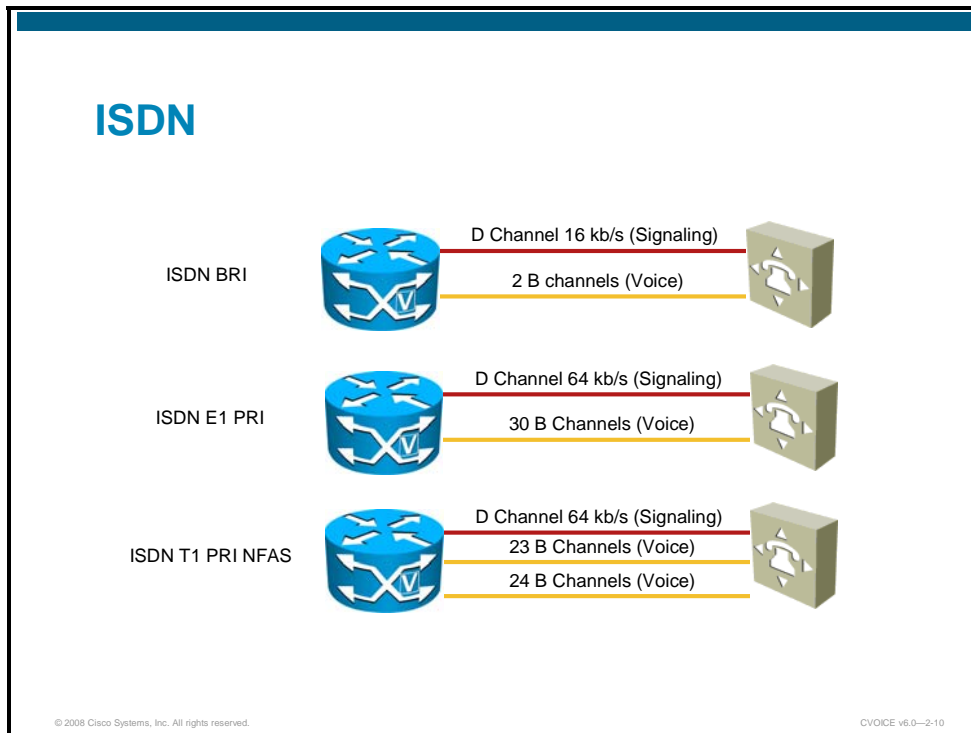 ISDN
ISDN BRI
D Channel 16 kb/s (Signaling)
2 B channels (Voice)
V
ISDN E1 PRI
D Channel 64 kb/s (Signaling)
30 B Channels (Voice)
V
ISDN T1 PRI NFAS
D Channel 64 kb/s (Signaling)
23 B Channels (Voice)
24 B Channels (Voice)
V
© 2008 Cisco Systems, Inc. All rights reserved.
CVOICE v6.0—2-10